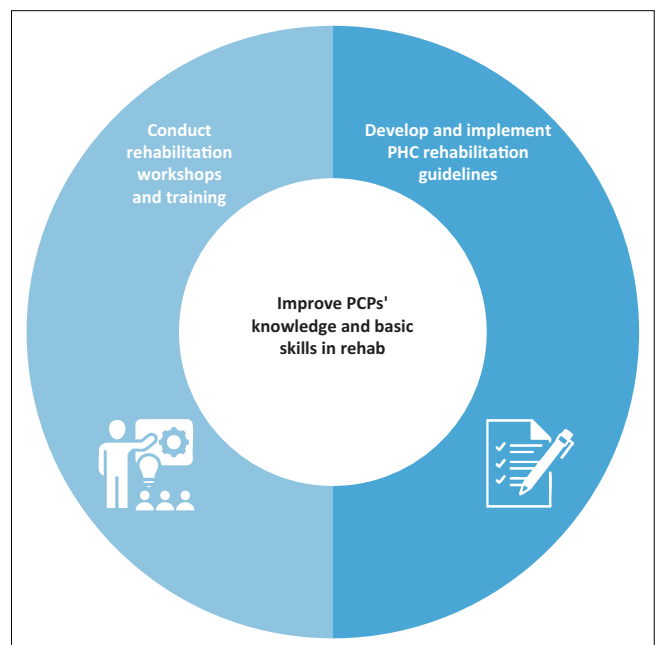 Conduct
rehabilitation
workshops
and training
Develop and implement
PHC rehabilitation
guidelines
Improve PCPs'
knowledge and basic
skills in rehab